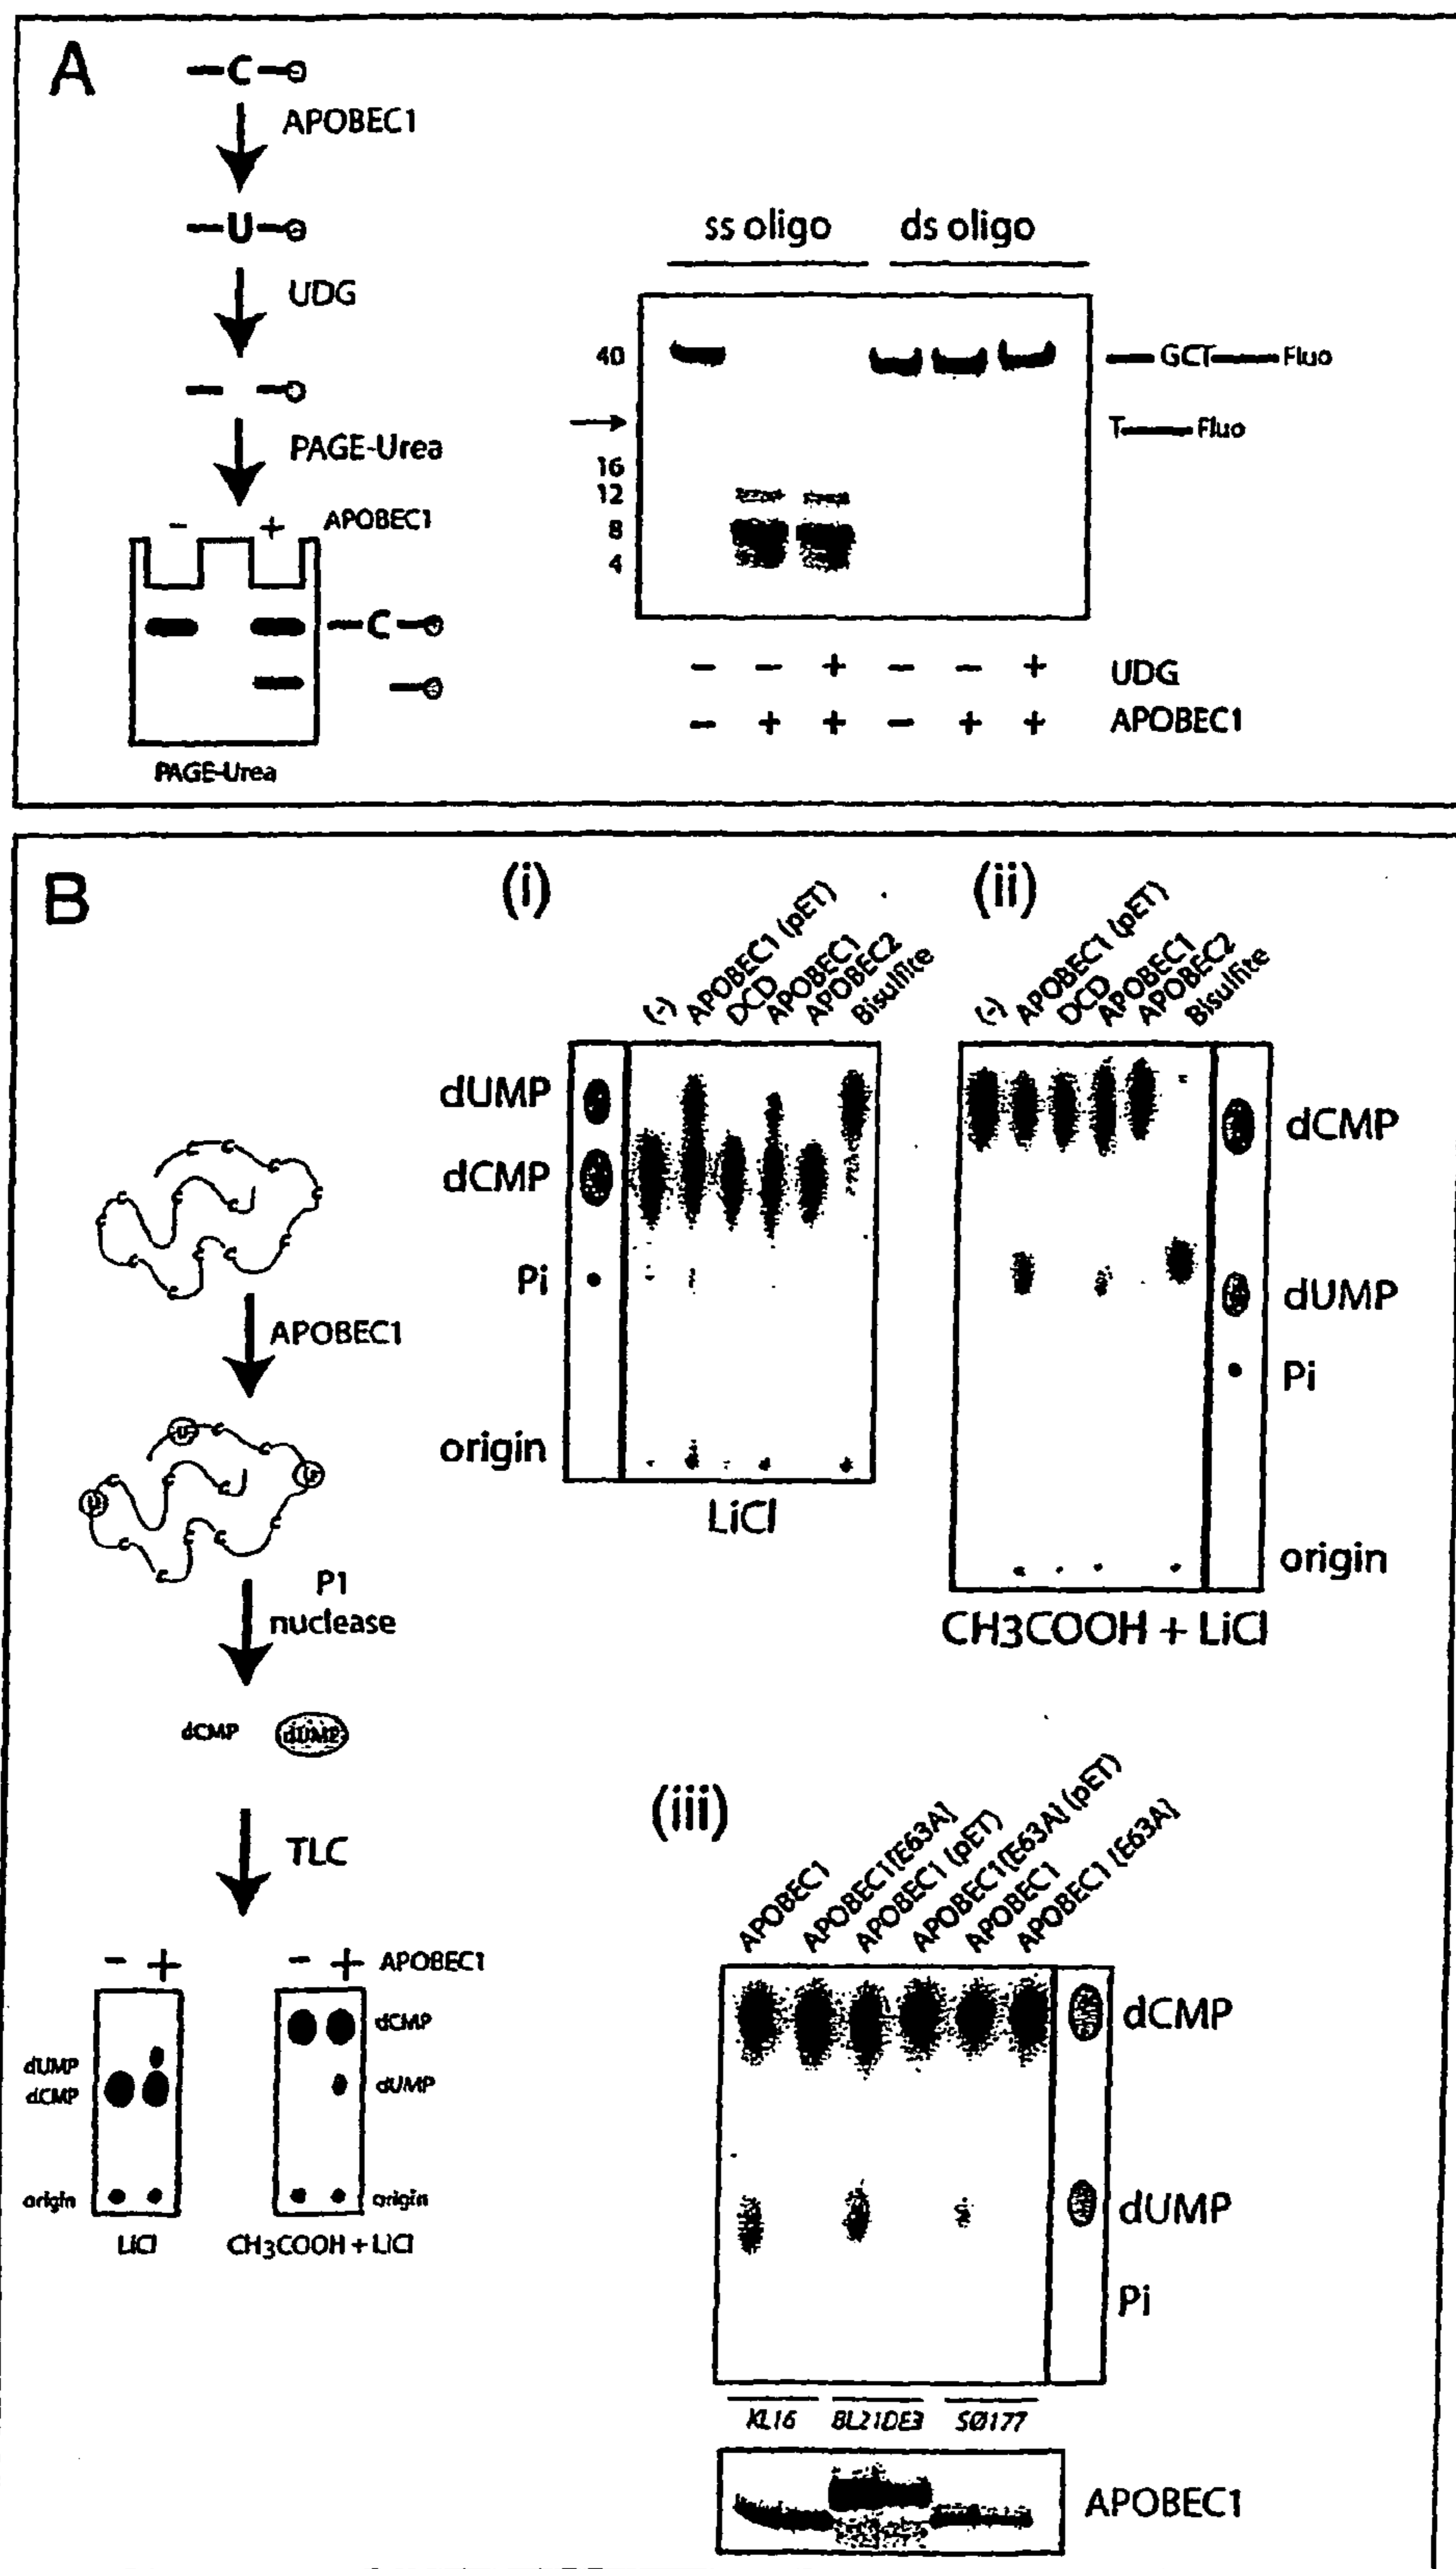 A
C
APOBEC1
U
UDG
PAGE-Urea
- + APOBEC1
C
PAGE-Urea
ss oligo ds oligo
40
16
12
8
4
GCT Fluo
T Fluo
- - + - - + UDG
- + + - + + APOBEC1
B
APOBEC1
P1
nuclease
dCMP dUMP
TLC
- + - + APOBEC1
dUMP
dCMP
origin
LiCl
dCMP
dUMP
origin
CH3COOH + LiCl
(i)
(-)
APOBEC1 (pET)
DCD
APOBEC1
APOBEC2
Bisulfite
dUMP
dCMP
Pi
origin
LiCl
(ii)
(-)
APOBEC1 (pET)
DCD
APOBEC1
APOBEC2
Bisulfite
dCMP
dUMP
Pi
origin
CH3COOH + LiCl
(iii)
APOBEC1
APOBEC1[E63A]
APOBEC1 (pET)
APOBEC1[E63A] (pET)
APOBEC1
APOBEC1 [E63A]
dCMP
dUMP
Pi
KL16 BL21DE3 SØ177
APOBEC1